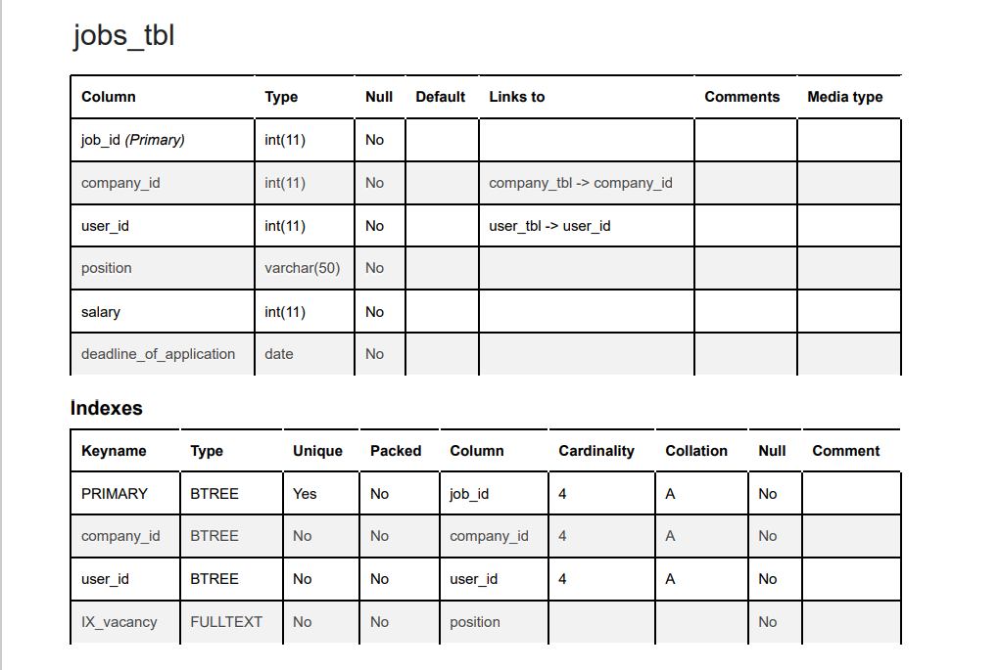 jobs_tbl
Column Type Null Default Links to Comments Media type
job_id (Primary) int(11) No
company_id int(11) No company_tbl -> company_id
user_id int(11) No user_tbl -> user_id
position varchar(50) No
salary int(11) No
deadline_of_application date No
Indexes
Keyname Type Unique Packed Column Cardinality Collation Null Comment
PRIMARY BTREE Yes No job_id 4 A No
company_id BTREE No No company_id 4 A No
user_id BTREE No No user_id 4 A No
IX_vacancy FULLTEXT No No position No